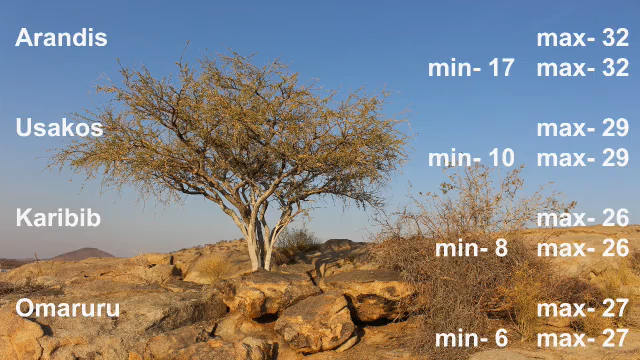 Arandis max- 32
min- 17 max- 32
Usakos max- 29
min- 10 max- 29
Karibib max- 26
min- 8 max- 26
Omaruru max- 27
min- 6 max- 27